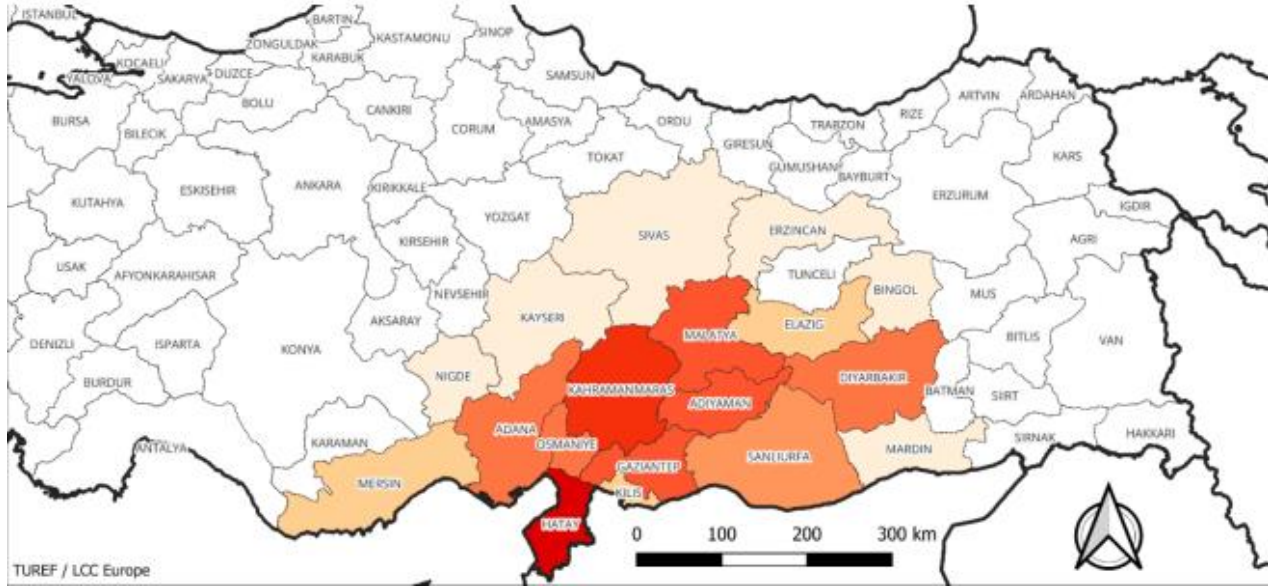 ISTANBUL
BARTIN
KASTAMONU
SINOP
ZONGULDAK
KARABUK
KOCAELI
YALOVA
SAKARYA
DUZCE
BOLU
CANKIRI
SAMSUN
ARTVIN
ARDAHAN
BURSA
BILECIK
CORUM
AMASYA
ORDU
TRABZON
RIZE
GIRESUN
TOKAT
GUMUSHAN
BAYBURT
KARS
ESKISEHIR
ANKARA
KIRIKKALE
ERZURUM
KUTAHYA
YOZGAT
IGDIR
SIVAS
ERZINCAN
KIRSEHIR
AGRI
USAK
AFYONKARAHISAR
TUNCELI
NEVSEHIR
BINGOL
MUS
KAYSERI
AKSARAY
ELAZIG
MALATYA
BITLIS
VAN
DENIZLI
ISPARTA
KONYA
NIGDE
DIYARBAKIR
BURDUR
KAHRAMANMARAS
BATMAN
SIIRT
ADIYAMAN
ADANA
KARAMAN
OSMANIYE
SIRNAK
HAKKARI
ANTALYA
MARDIN
SANLIURFA
GAZIANTEP
MERSIN
KILIS
HATAY
0 100 200 300 km
TUREF / LCC Europe